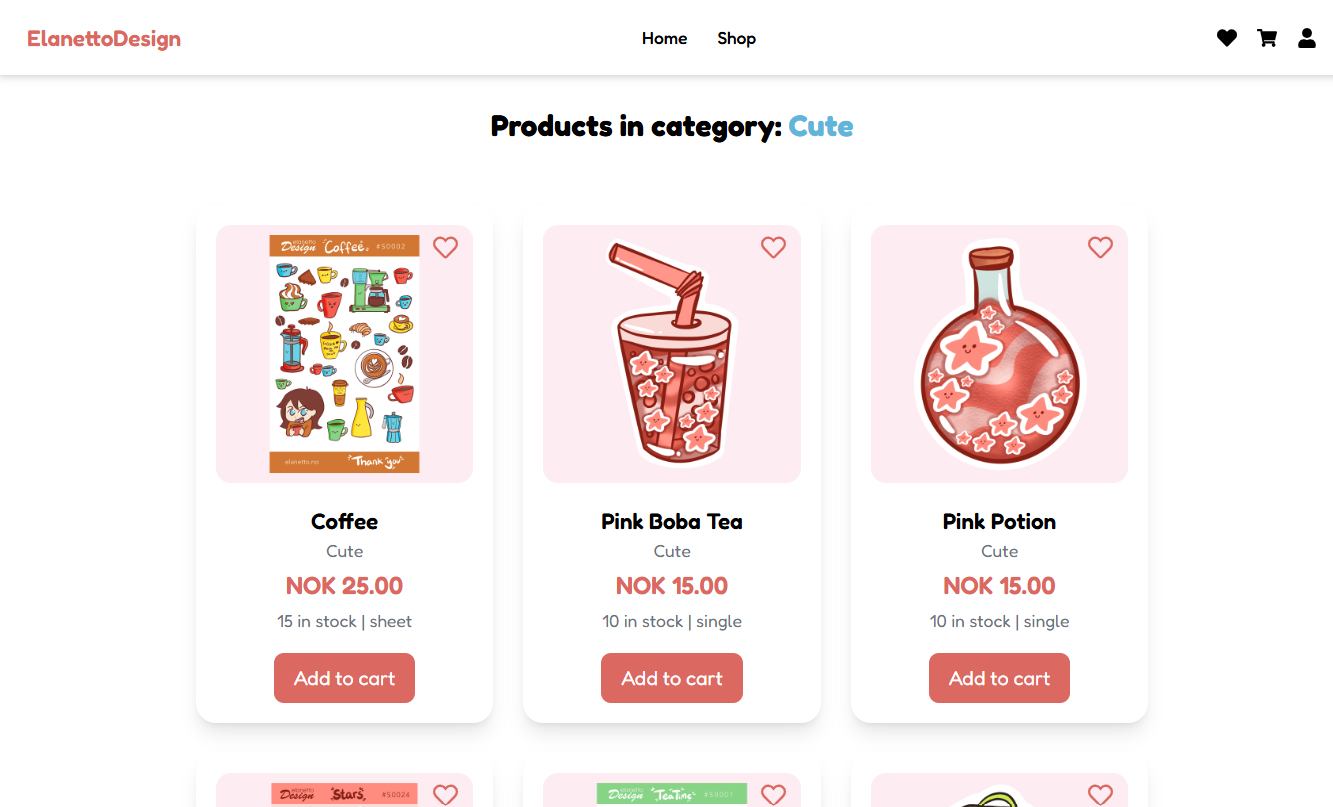 ElanettoDesign
Home
Shop
Products in category: Cute
elanetto
Design
Coffee
#S0002
elanetto.no
Thank you
Coffee
Cute
NOK 25.00
15 in stock | sheet
Add to cart
Pink Boba Tea
Cute
NOK 15.00
10 in stock | single
Add to cart
Pink Potion
Cute
NOK 15.00
10 in stock | single
Add to cart
elanetto
Design
Stars
#S0024
elanetto
Design
TeaTime
#S9001